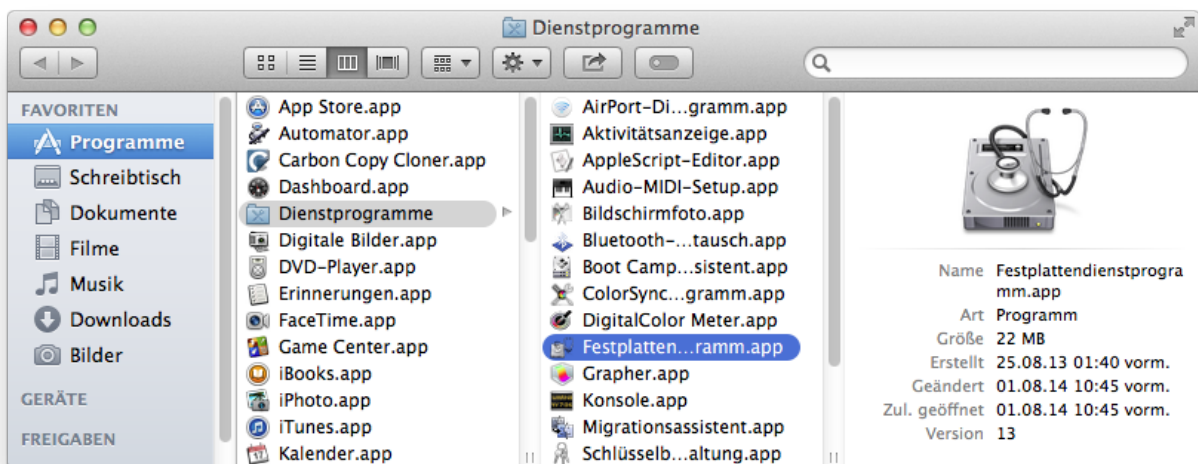 Dienstprogramme
FAVORITEN
Programme
Schreibtisch
Dokumente
Filme
Musik
Downloads
Bilder
GERÄTE
FREIGABEN
App Store.app
Automator.app
Carbon Copy Cloner.app
Dashboard.app
Dienstprogramme
Digitale Bilder.app
DVD-Player.app
Erinnerungen.app
FaceTime.app
Game Center.app
iBooks.app
iPhoto.app
iTunes.app
Kalender.app
AirPort-Di...gramm.app
Aktivitätsanzeige.app
AppleScript-Editor.app
Audio-MIDI-Setup.app
Bildschirmfoto.app
Bluetooth-...tausch.app
Boot Camp...sistent.app
ColorSync...gramm.app
DigitalColor Meter.app
Festplatten...ramm.app
Grapher.app
Konsole.app
Migrationsassistent.app
Schlüsselb...altung.app
Name Festplattendienstprogra
mm.app
Art Programm
Größe 22 MB
Erstellt 25.08.13 01:40 vorm.
Geändert 01.08.14 10:45 vorm.
Zul. geöffnet 01.08.14 10:45 vorm.
Version 13